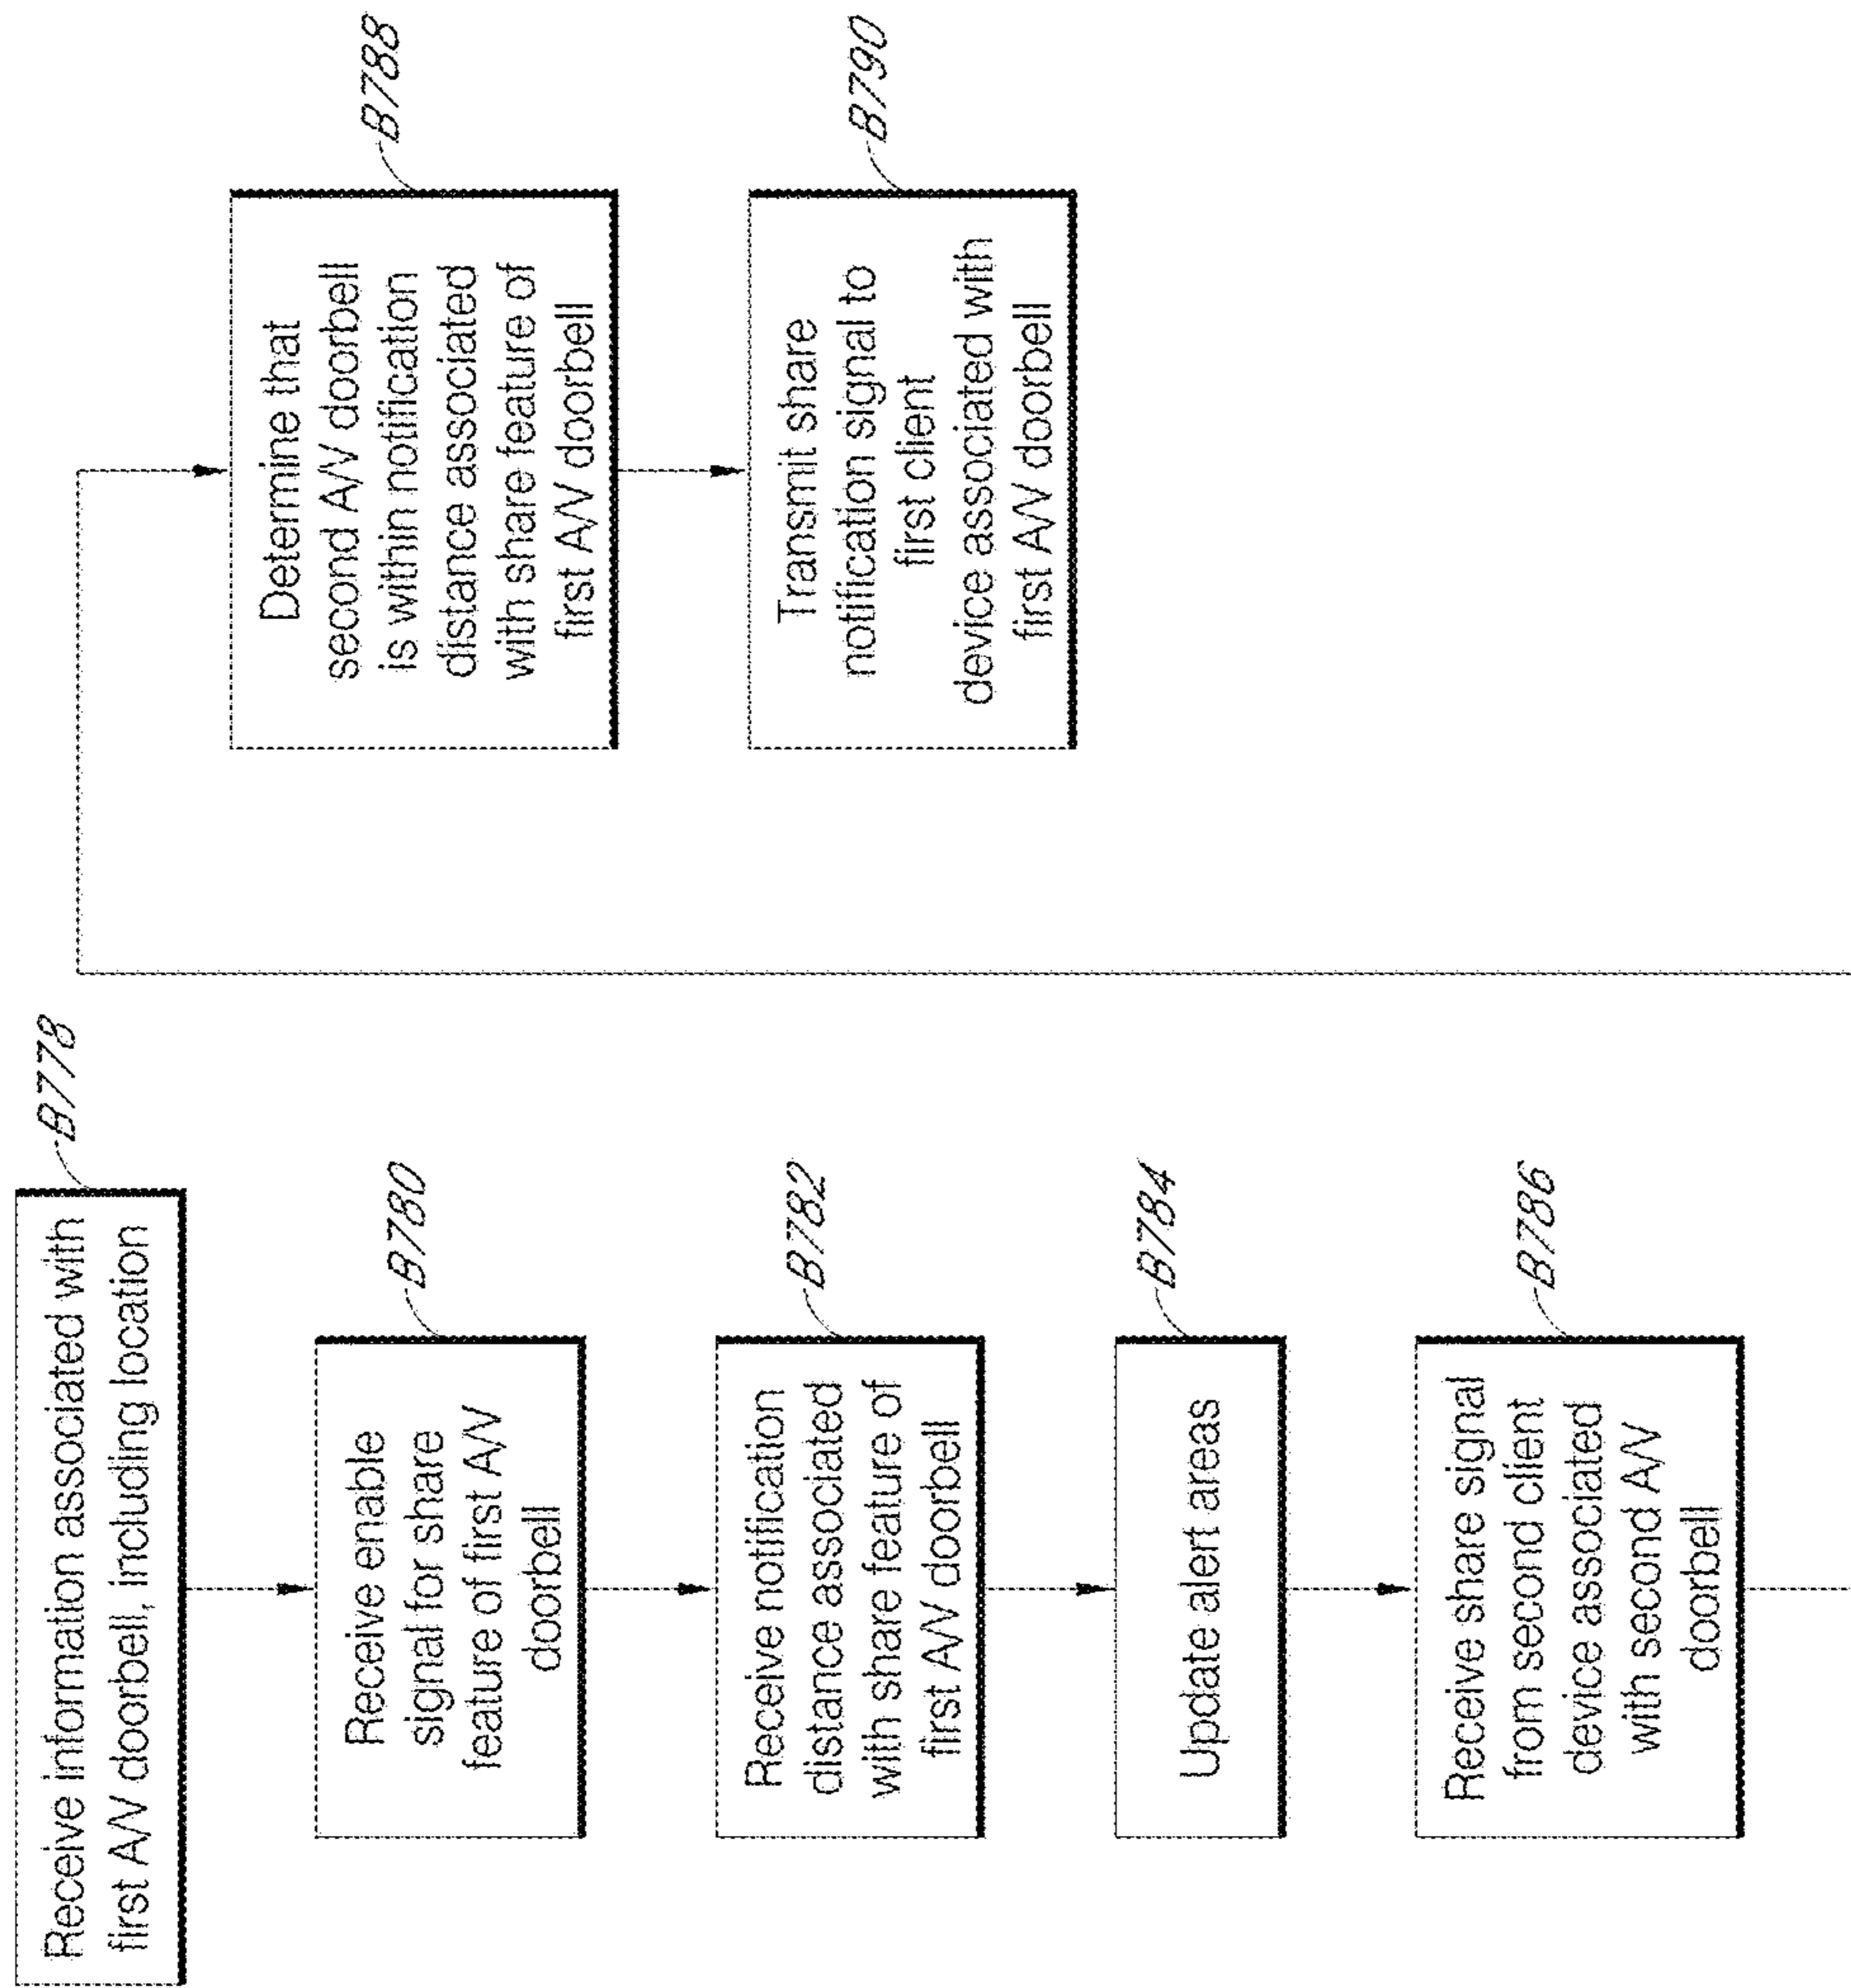 Receive information associated with
first A/V doorbell, including location
B778
Receive enable
signal for share
feature of first A/V
doorbell
B780
Receive notification
distance associated
with share feature of
first A/V doorbell
B782
Update alert areas
B784
Receive share signal
from second client
device associated
with second A/V
doorbell
B786
Determine that
second A/V doorbell
is within notification
distance associated
with share feature of
first A/V doorbell
B788
Transmit share
notification signal to
first client
device associated with
first A/V doorbell
B790